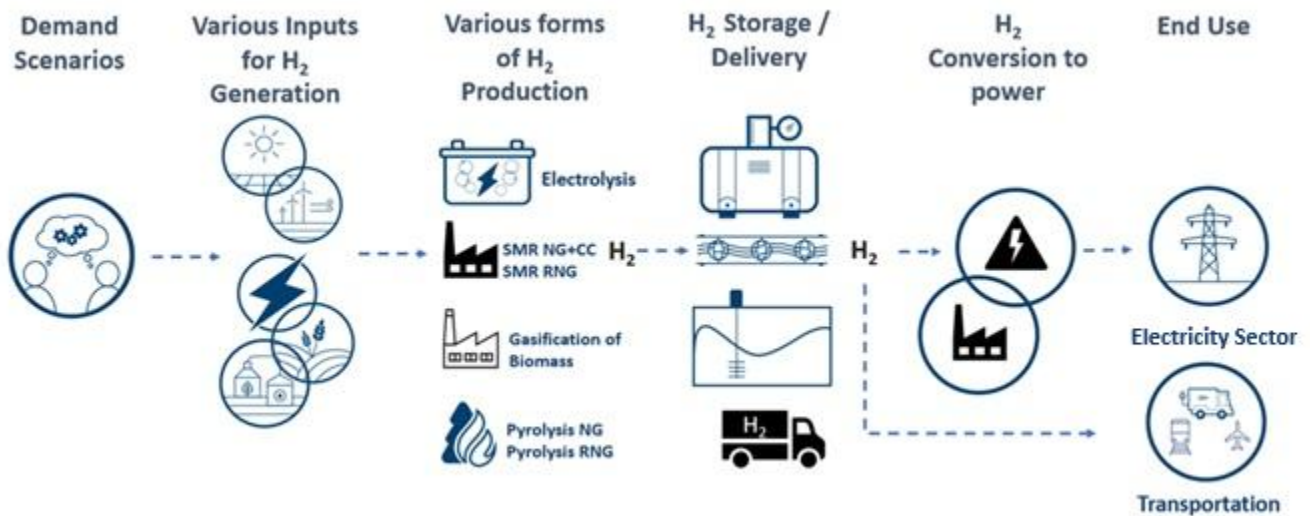 Demand
Scenarios
Various Inputs
for H₂
Generation
Various forms
of H₂
Production
H₂ Storage /
Delivery
H₂
Conversion to
power
End Use
Electrolysis
SMR NG+CC
SMR RNG
H₂
Gasification of
Biomass
Pyrolysis NG
Pyrolysis RNG
H₂
H₂
Electricity Sector
Transportation